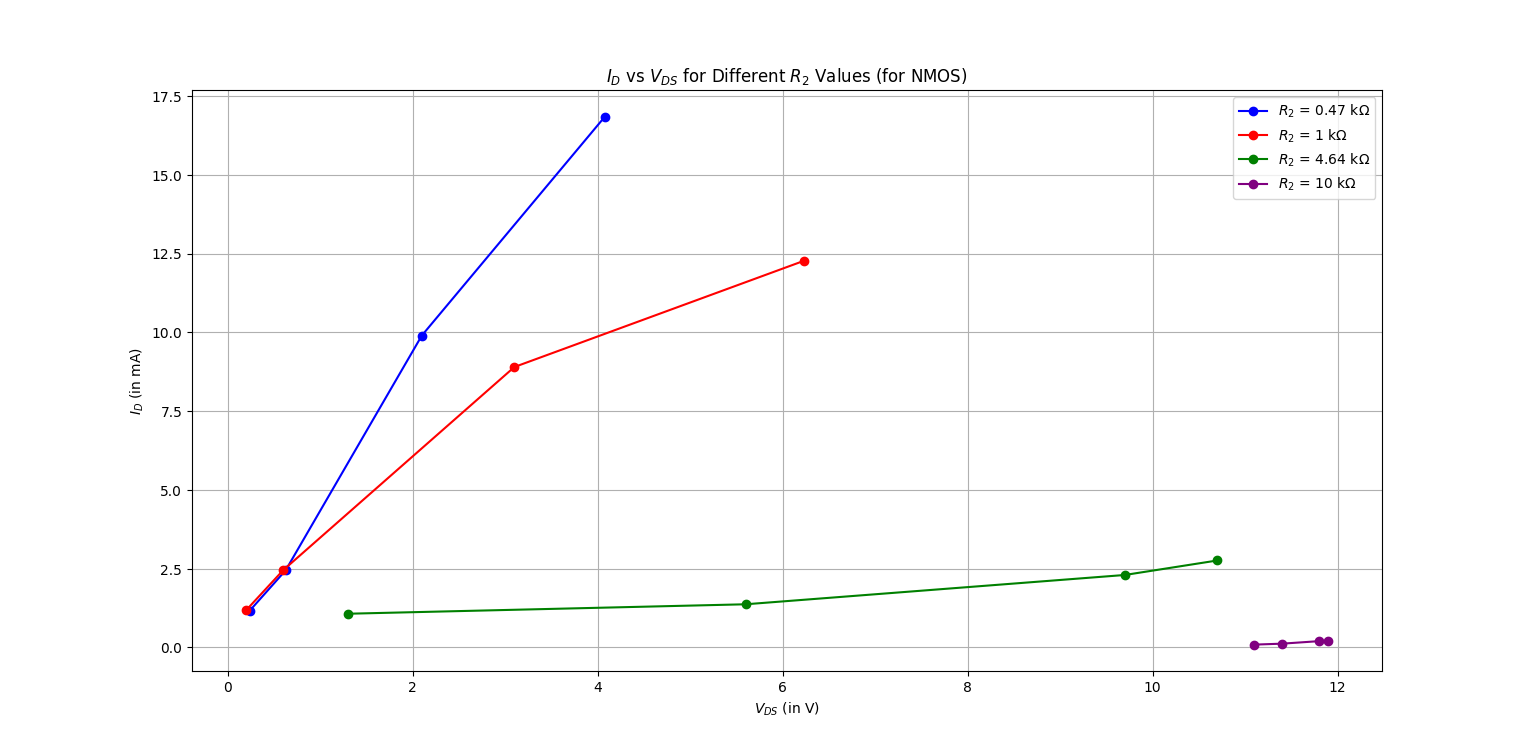 I_D vs V_DS for Different R_2 Values (for NMOS)
17.5
15.0
12.5
10.0
7.5
5.0
2.5
0.0
I_D (in mA)
R_2 = 0.47 kΩ
R_2 = 1 kΩ
R_2 = 4.64 kΩ
R_2 = 10 kΩ
0 2 4 6 8 10 12
V_DS (in V)